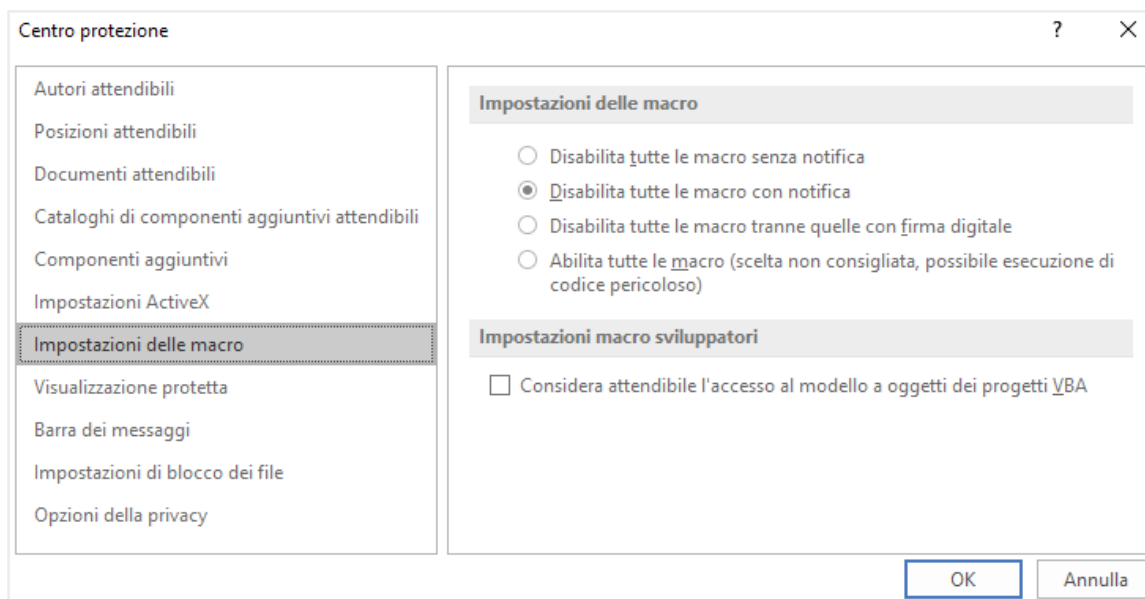 Centro protezione
?
Autori attendibili
Posizioni attendibili
Documenti attendibili
Cataloghi di componenti aggiuntivi attendibili
Componenti aggiuntivi
Impostazioni ActiveX
Impostazioni delle macro
Visualizzazione protetta
Barra dei messaggi
Impostazioni di blocco dei file
Opzioni della privacy
Impostazioni delle macro
Disabilita tutte le macro senza notifica
Disabilita tutte le macro con notifica
Disabilita tutte le macro tranne quelle con firma digitale
Abilita tutte le macro (scelta non consigliata, possibile esecuzione di
codice pericoloso)
Impostazioni macro sviluppatori
Considera attendibile l'accesso al modello a oggetti dei progetti VBA
OK
Annulla